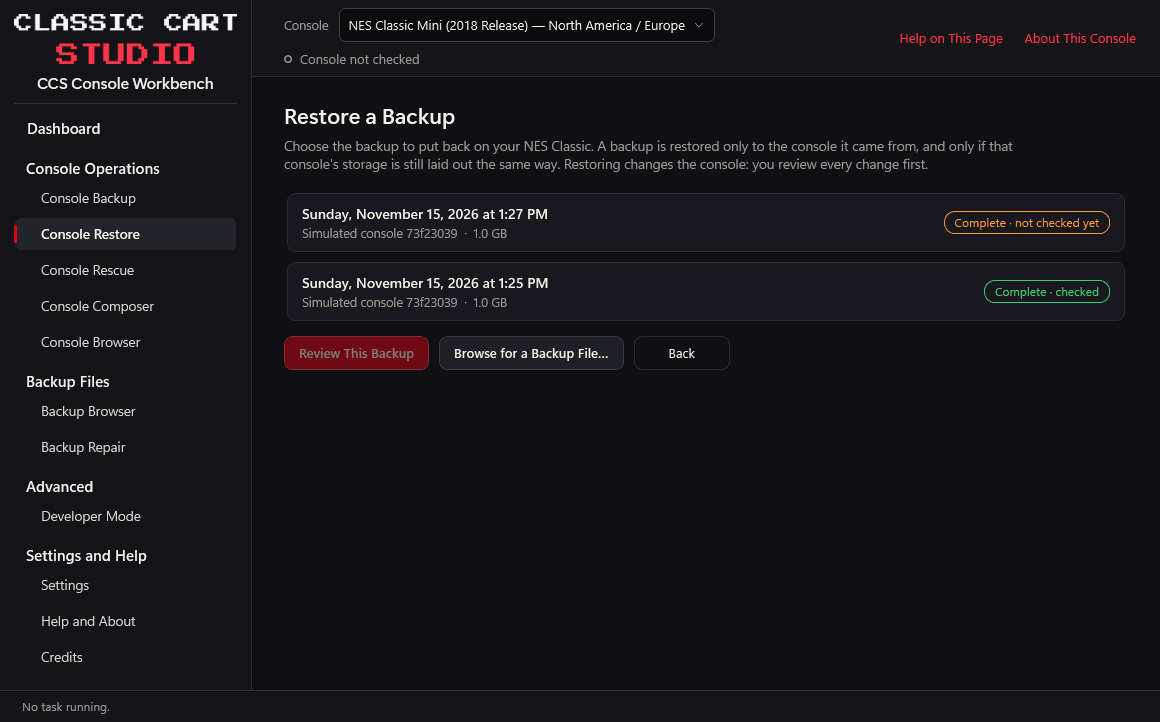 CLASSIC CART
STUDIO
CCS Console Workbench
Dashboard
Console Operations
Console Backup
Console Restore
Console Rescue
Console Composer
Console Browser
Backup Files
Backup Browser
Backup Repair
Advanced
Developer Mode
Settings and Help
Settings
Help and About
Credits
Console
NES Classic Mini (2018 Release) — North America / Europe
Console not checked
Help on This Page
About This Console
Restore a Backup
Choose the backup to put back on your NES Classic. A backup is restored only to the console it came from, and only if that
console's storage is still laid out the same way. Restoring changes the console: you review every change first.
Sunday, November 15, 2026 at 1:27 PM
Simulated console 73f23039 · 1.0 GB
Complete · not checked yet
Sunday, November 15, 2026 at 1:25 PM
Simulated console 73f23039 · 1.0 GB
Complete · checked
Review This Backup
Browse for a Backup File...
Back
No task running.